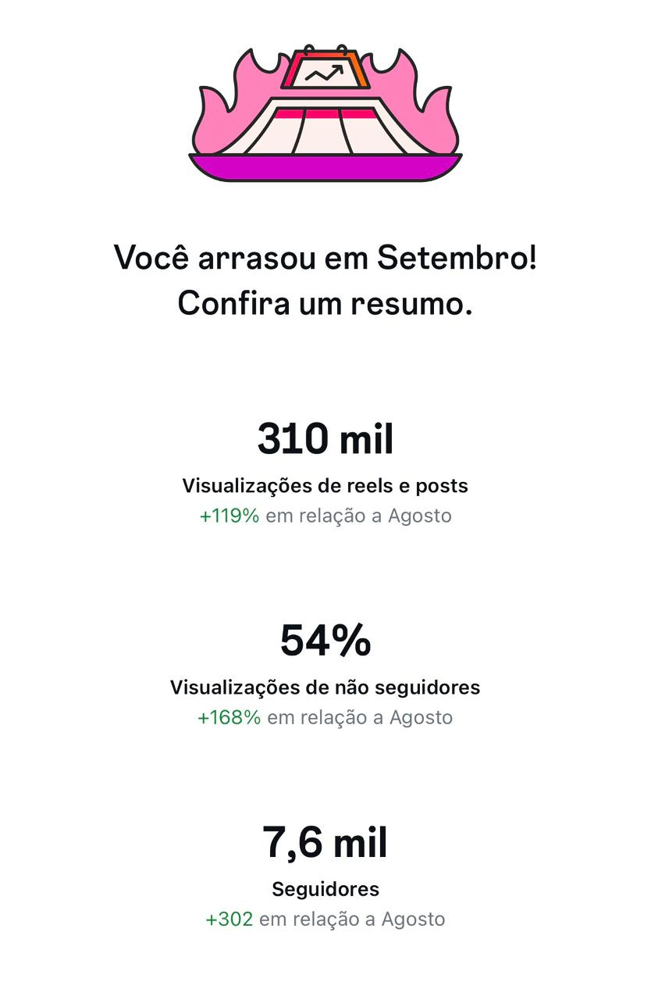 Você arrasou em Setembro!
Confira um resumo.
310 mil
Visualizações de reels e posts
+119% em relação a Agosto
54%
Visualizações de não seguidores
+168% em relação a Agosto
7,6 mil
Seguidores
+302 em relação a Agosto